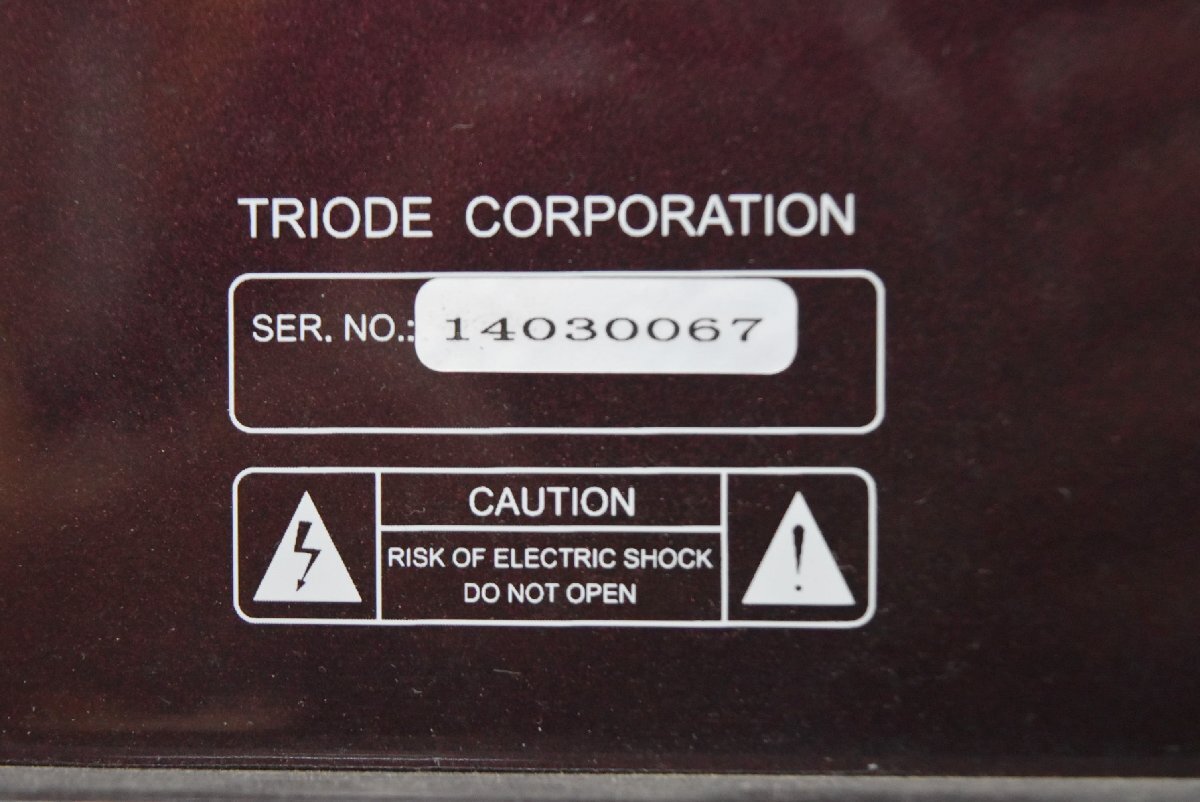 TRIODE CORPORATION
SER. NO.: 14030067
CAUTION
RISK OF ELECTRIC SHOCK
DO NOT OPEN